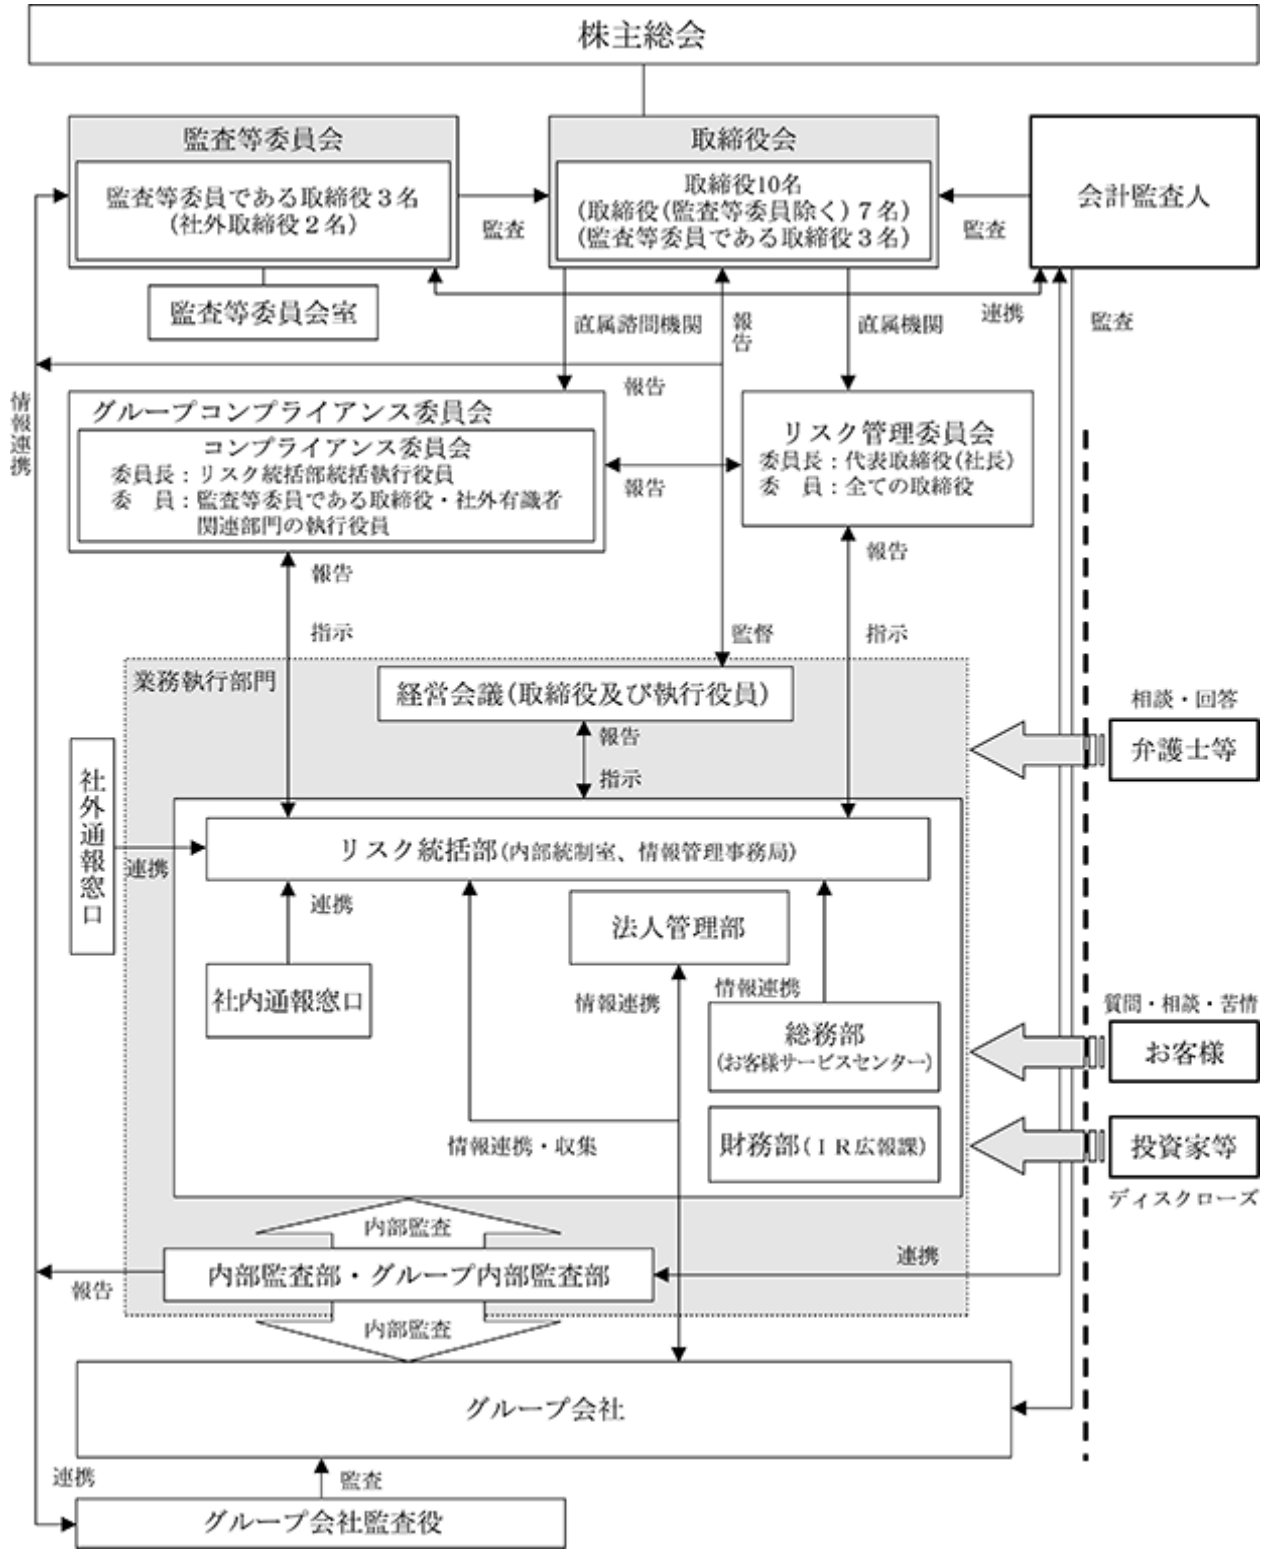 株主総会
監査等委員会
監査等委員である取締役3名
(社外取締役2名)
監査等委員会室
監査
取締役会
取締役10名
(取締役(監査等委員除く)7名)
(監査等委員である取締役3名)
監査
会計監査人
連携
監査
直属諮問機関
報告
直属機関
報告
情報連携
グループコンプライアンス委員会
コンプライアンス委員会
委員長:リスク統括部統括執行役員
委 員:監査等委員である取締役・社外有識者
関連部門の執行役員
報告
リスク管理委員会
委員長:代表取締役(社長)
委 員:全ての取締役
報告
指示
監督
報告
指示
業務執行部門
経営会議(取締役及び執行役員)
報告
指示
相談・回答
弁護士等
社外通報窓口
連携
リスク統括部(内部統制室、情報管理事務局)
連携
社内通報窓口
法人管理部
情報連携
情報連携
総務部
(お客様サービスセンター)
質問・相談・苦情
お客様
情報連携・収集
財務部(IR広報課)
投資家等
ディスクローズ
内部監査
内部監査部・グループ内部監査部
連携
報告
内部監査
グループ会社
連携
監査
グループ会社監査役